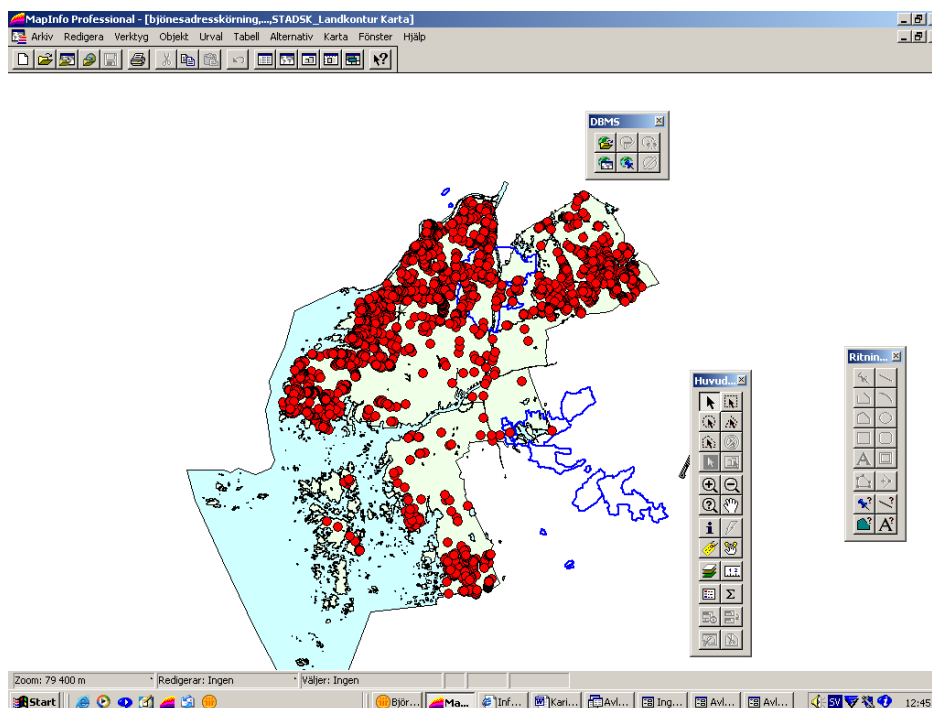 MapInfo Professional - [bjönesadresskörning,...,STADSK_Landkontur Karta]
Arkiv Redigera Verktyg Objekt Urval Tabell Alternativ Karta Fönster Hjälp
DBMS
Huvud...
Ritnin...
Zoom: 79 400 m Redigerar: Ingen Väljer: Ingen
Start Björ... Ma... Inf... Kari... Avl... Ing... Avl... Avl... SV 12:45